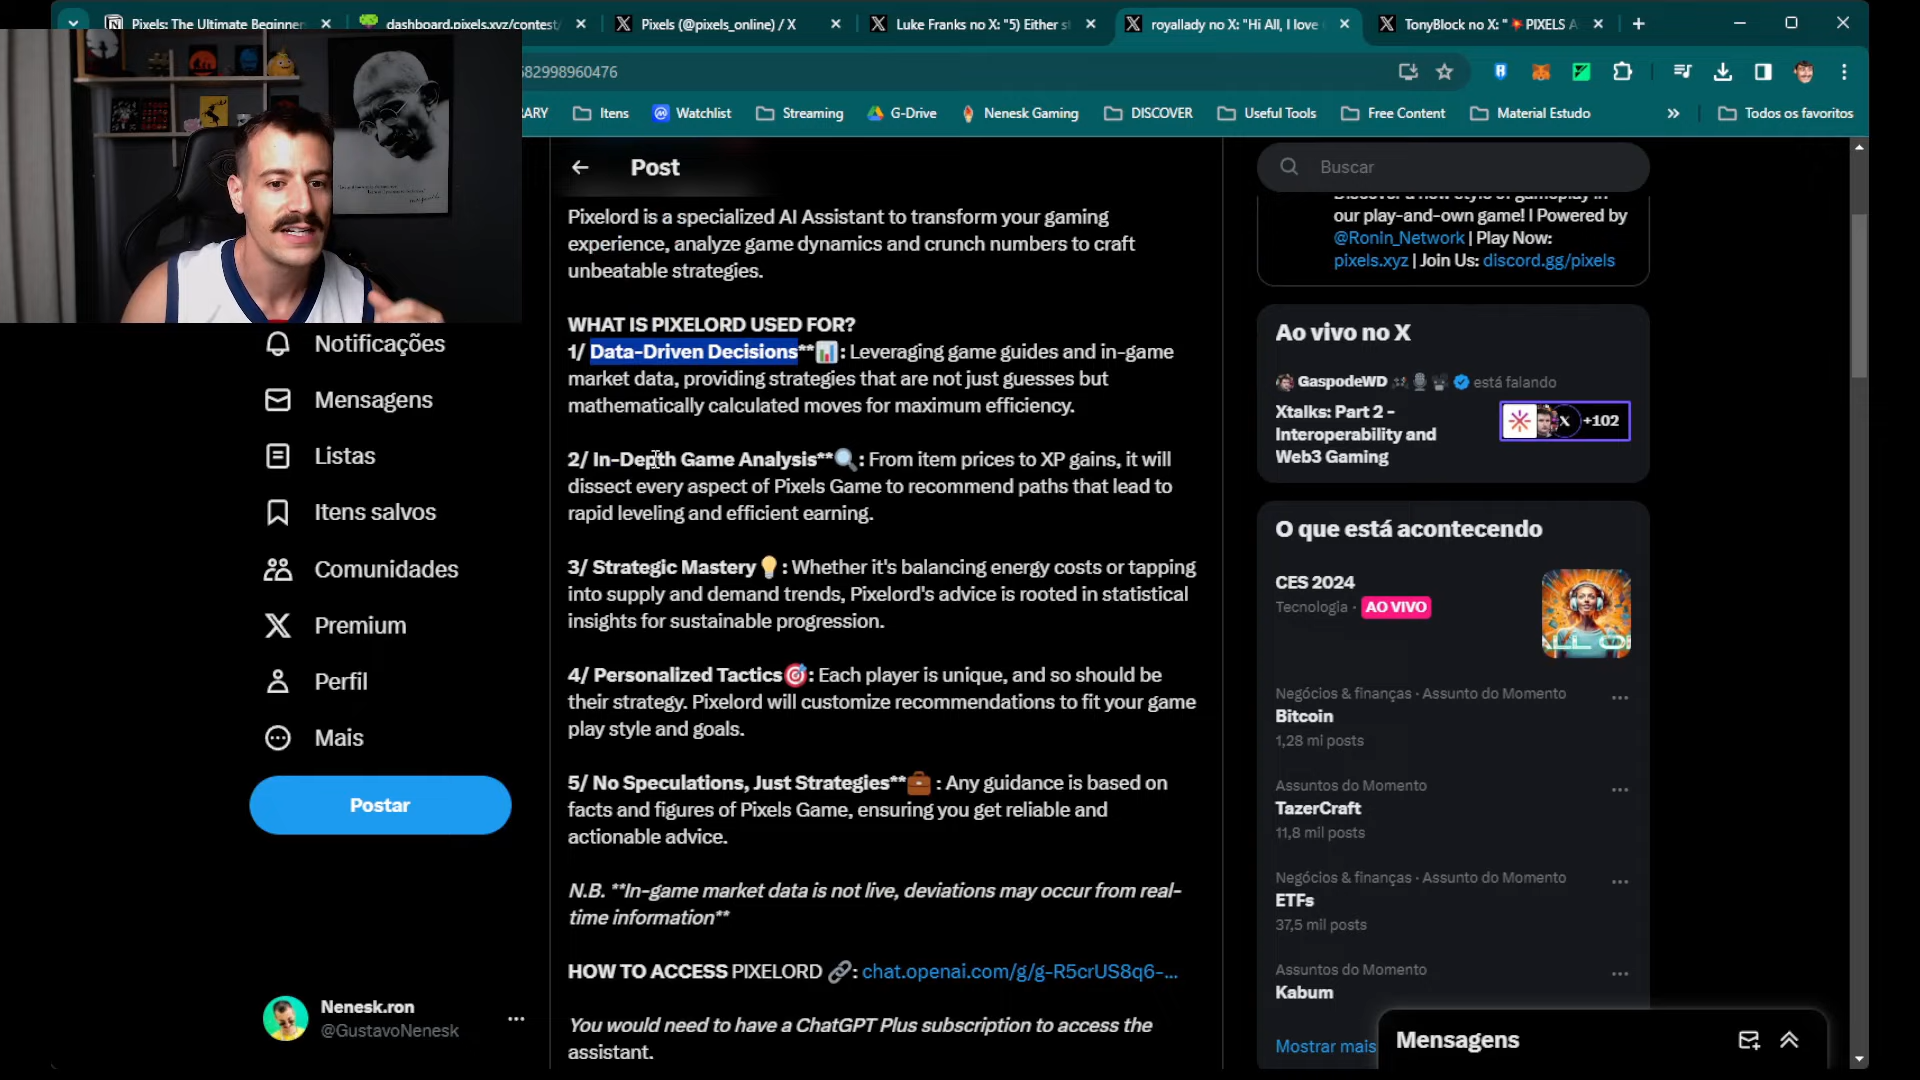 Pixels: The Ultimate Beginner
dashboard.pixels.xyz/contest/
Pixels (@pixels_online) / X
Luke Franks no X: "5) Either s
royallady no X: "Hi All, I love
TonyBlock no X: "💥PIXELS A
82998960476
ARY
Itens
Watchlist
Streaming
G-Drive
Nenesk Gaming
DISCOVER
Useful Tools
Free Content
Material Estudo
»
Todos os favoritos
Notificações
Mensagens
Listas
Itens salvos
Comunidades
Premium
Perfil
Mais
Postar
Nenesk.ron
@GustavoNenesk
Post
Pixelord is a specialized AI Assistant to transform your gaming
experience, analyze game dynamics and crunch numbers to craft
unbeatable strategies.
WHAT IS PIXELORD USED FOR?
1/ Data-Driven Decisions**📊: Leveraging game guides and in-game
market data, providing strategies that are not just guesses but
mathematically calculated moves for maximum efficiency.
2/ In-Depth Game Analysis**🔍: From item prices to XP gains, it will
dissect every aspect of Pixels Game to recommend paths that lead to
rapid leveling and efficient earning.
3/ Strategic Mastery💡: Whether it's balancing energy costs or tapping
into supply and demand trends, Pixelord's advice is rooted in statistical
insights for sustainable progression.
4/ Personalized Tactics🎯: Each player is unique, and so should be
their strategy. Pixelord will customize recommendations to fit your game
play style and goals.
5/ No Speculations, Just Strategies**💼 : Any guidance is based on
facts and figures of Pixels Game, ensuring you get reliable and
actionable advice.
N.B. **In-game market data is not live, deviations may occur from real-
time information**
HOW TO ACCESS PIXELORD 🔗: chat.openai.com/g/g-R5crUS8q6-...
You would need to have a ChatGPT Plus subscription to access the
assistant.
Buscar
Discover a new style of gameplay in
our play-and-own game! | Powered by
@Ronin_Network | Play Now:
pixels.xyz | Join Us: discord.gg/pixels
Ao vivo no X
GaspodeWD está falando
Xtalks: Part 2 -
Interoperability and
Web3 Gaming
+102
O que está acontecendo
CES 2024
Tecnologia · AO VIVO
Negócios & finanças · Assunto do Momento
Bitcoin
1,28 mi posts
Assuntos do Momento
TazerCraft
11,8 mil posts
Negócios & finanças · Assunto do Momento
ETFs
37,5 mil posts
Assuntos do Momento
Kabum
Mostrar mais
Mensagens